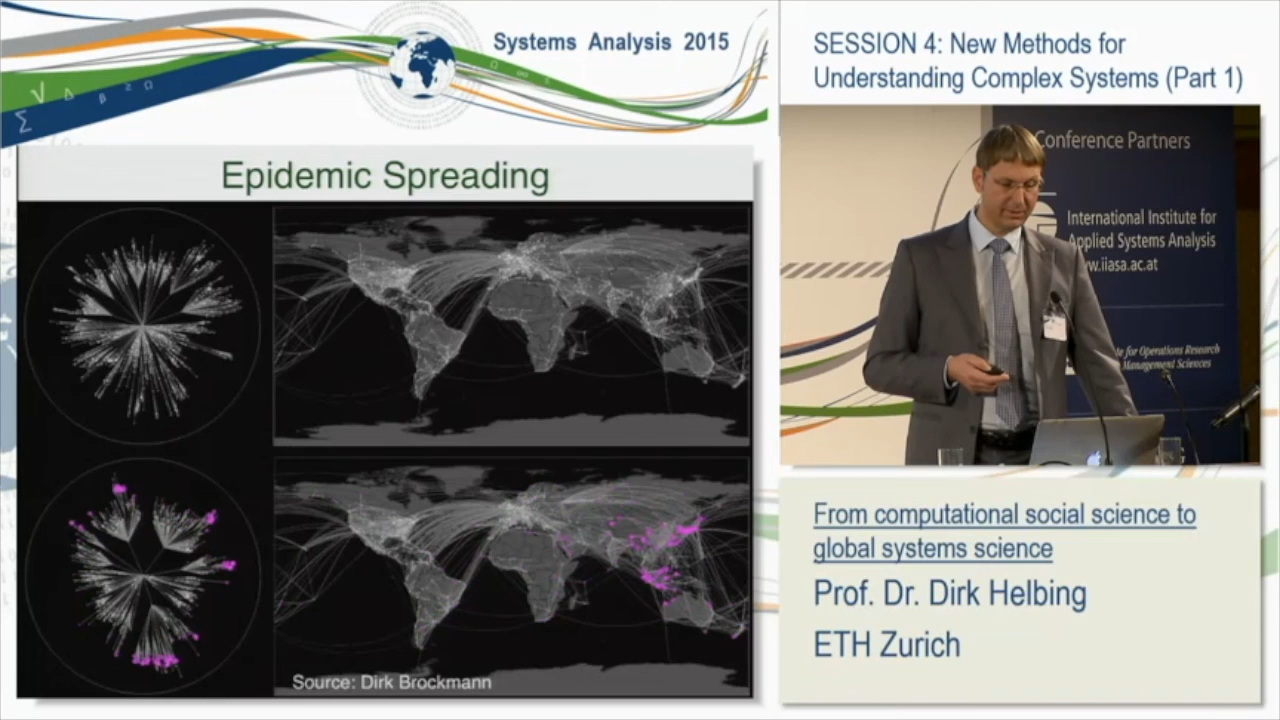 Systems Analysis 2015
SESSION 4: New Methods for
Understanding Complex Systems (Part 1)
Epidemic Spreading
Source: Dirk Brockmann
Conference Partners
International Institute for
Applied Systems Analysis
w.iiasa.ac.at
te for Operations Research
Management Sciences
From computational social science to
global systems science
Prof. Dr. Dirk Helbing
ETH Zurich